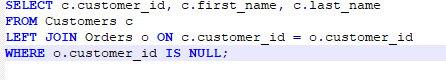 SELECT c.customer_id, c.first_name, c.last_name
FROM Customers c
LEFT JOIN Orders o ON c.customer_id = o.customer_id
WHERE o.customer_id IS NULL;